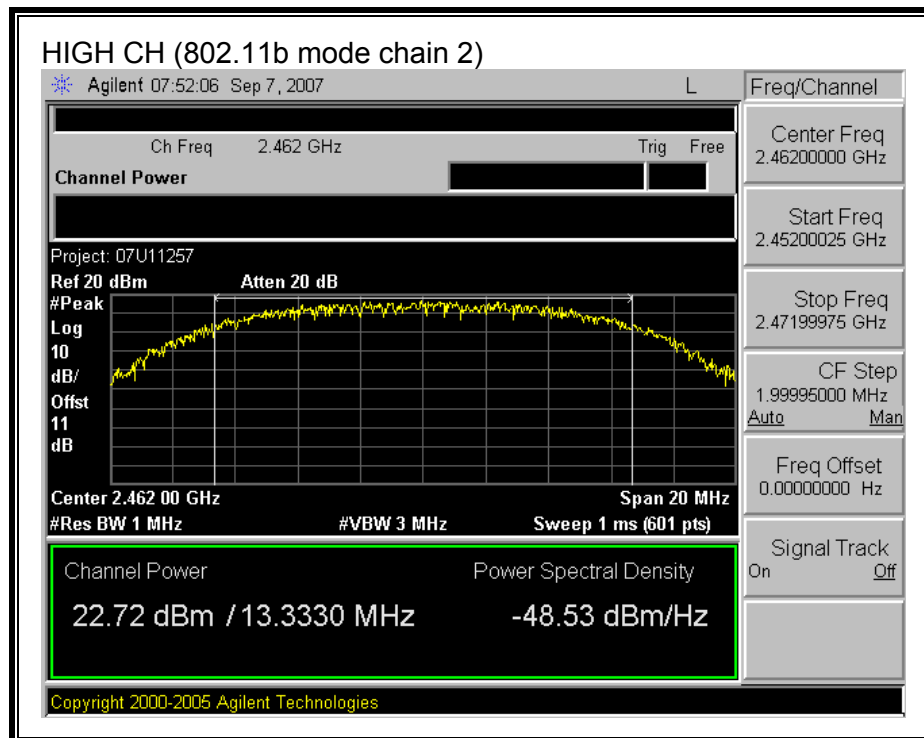 HIGH CH (802.11b mode chain 2)
Agilent 07:52:06 Sep 7, 2007 L
Freq/Channel
Ch Freq 2.462 GHz Trig Free
Channel Power
Center Freq
2.46200000 GHz
Start Freq
2.45200025 GHz
Stop Freq
2.47199975 GHz
CF Step
1.99995000 MHz
Auto Man
Freq Offset
0.00000000 Hz
Signal Track
On Off
Project: 07U11257
Ref 20 dBm Atten 20 dB
#Peak
Log
10
dB/
Offst
11
dB
Center 2.462 00 GHz Span 20 MHz
#Res BW 1 MHz #VBW 3 MHz Sweep 1 ms (601 pts)
Channel Power Power Spectral Density
22.72 dBm / 13.3330 MHz -48.53 dBm/Hz
Copyright 2000-2005 Agilent Technologies